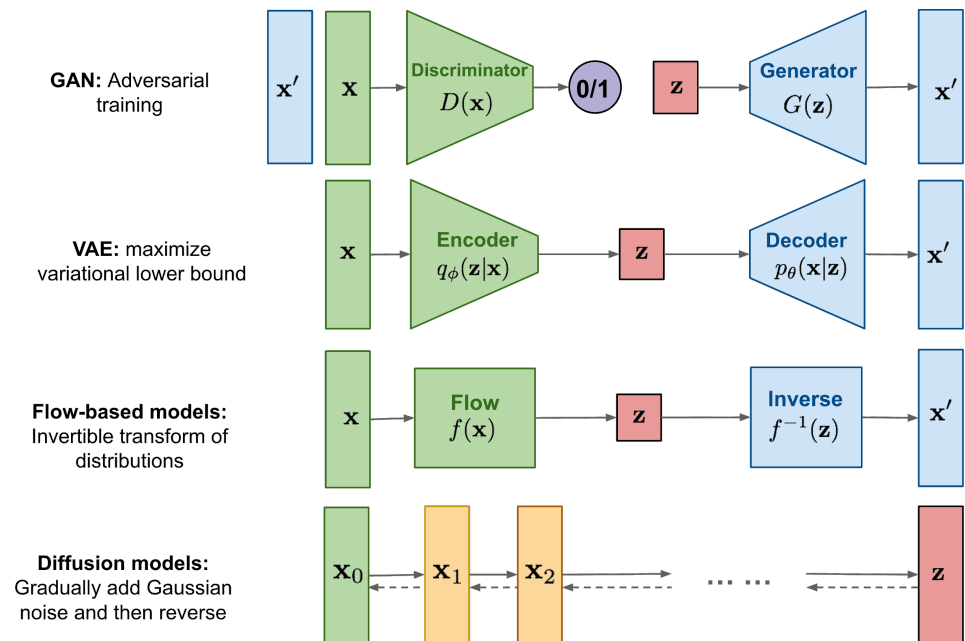 GAN: Adversarial
training
x′
x
Discriminator
D(x)
0/1
z
Generator
G(z)
x′
VAE: maximize
variational lower bound
x
Encoder
qϕ(z|x)
z
Decoder
pθ(x|z)
x′
Flow-based models:
Invertible transform of
distributions
x
Flow
f(x)
z
Inverse
f⁻¹(z)
x′
Diffusion models:
Gradually add Gaussian
noise and then reverse
x₀
x₁
x₂
... ...
z